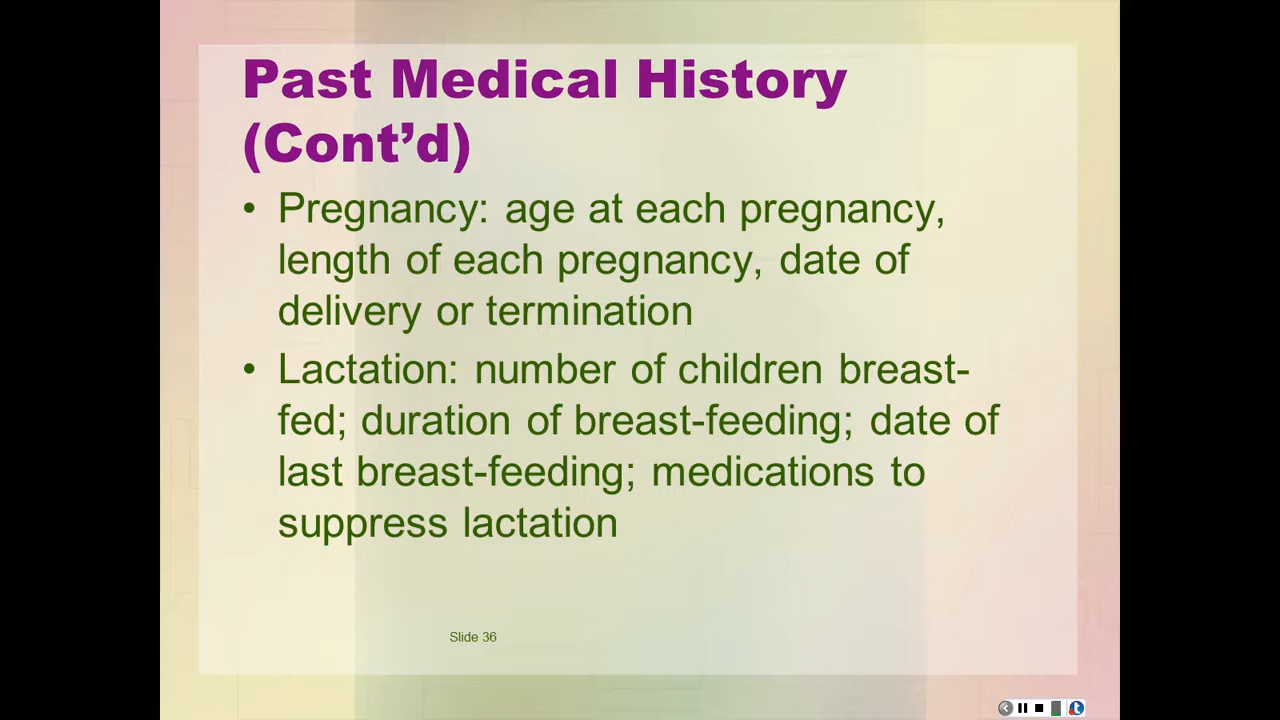 Past Medical History
(Cont’d)
• Pregnancy: age at each pregnancy,
length of each pregnancy, date of
delivery or termination
• Lactation: number of children breast-
fed; duration of breast-feeding; date of
last breast-feeding; medications to
suppress lactation
Slide 36